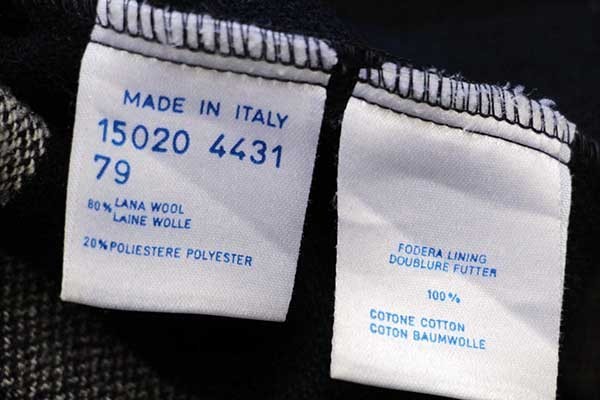 MADE IN ITALY
15020 4431
79
80% LANA WOOL
LAINE WOLLE
20% POLIESTERE POLYESTER
FODERA LINING
DOUBLURE FUTTER
100%
COTONE COTTON
COTON BAUMWOLLE